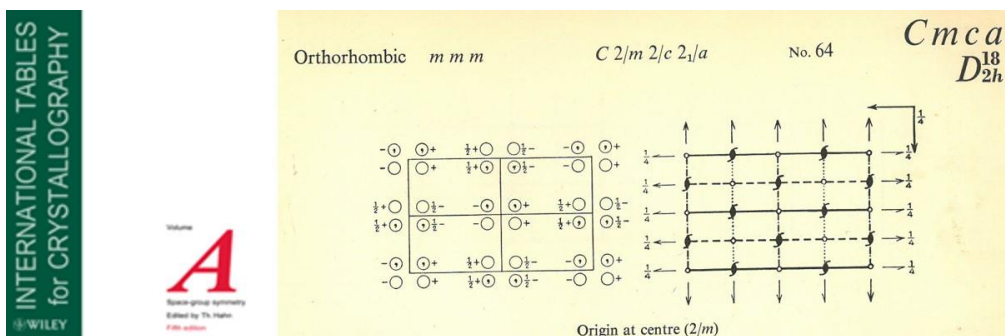 INTERNATIONAL TABLES
for CRYSTALLOGRAPHY
WILEY
Volume
A
Space-group symmetry
Edited by Th. Hahn
Fifth edition
Orthorhombic m m m C 2/m 2/c 2₁/a No. 64 C m c a
D¹⁸₂ₕ
Origin at centre (2/m)